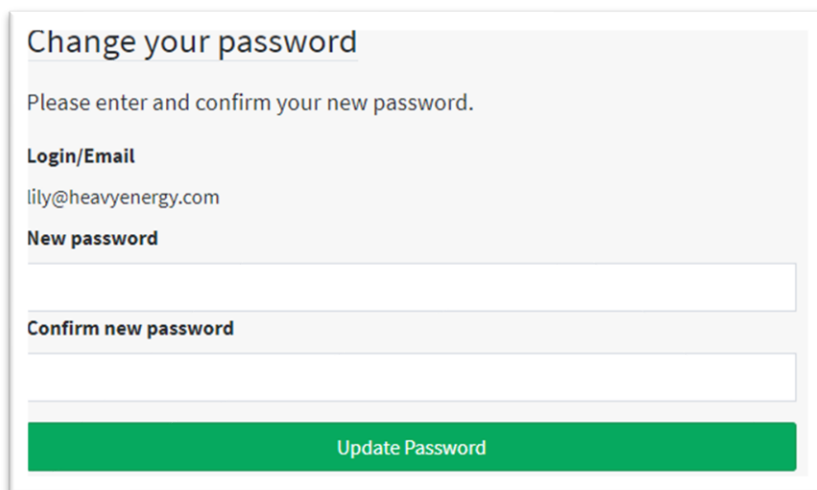 Change your password
Please enter and confirm your new password.
Login/Email
lily@heavyenergy.com
New password
Confirm new password
Update Password